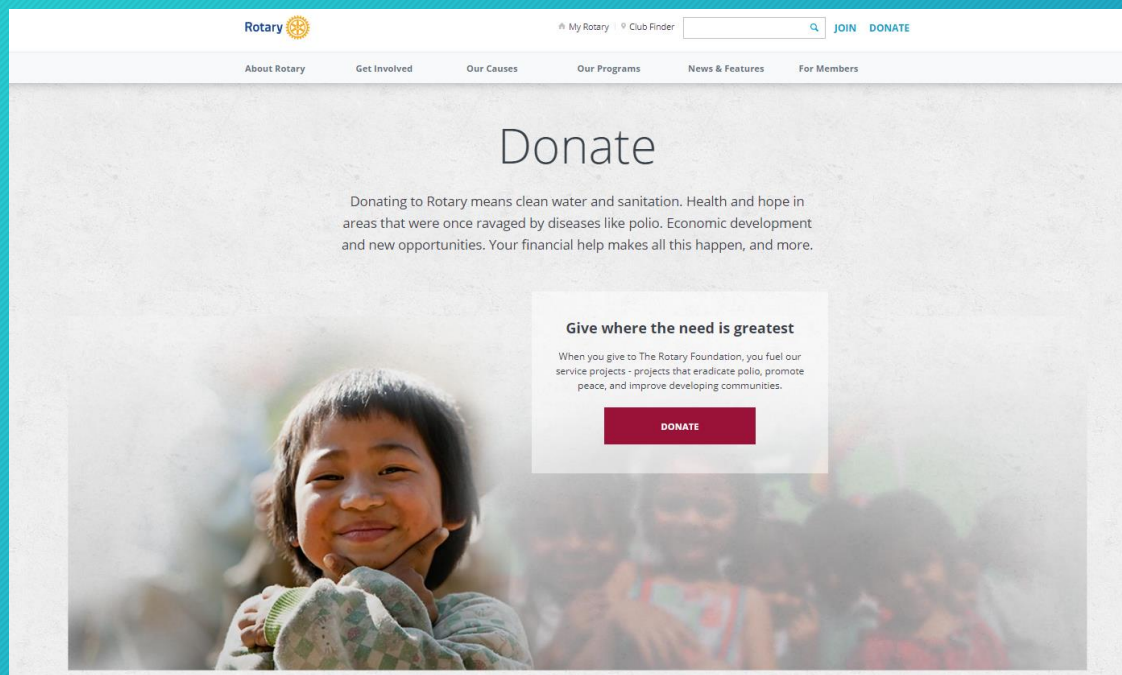 Rotary
My Rotary
Club Finder
JOIN
DONATE
About Rotary
Get Involved
Our Causes
Our Programs
News & Features
For Members
Donate
Donating to Rotary means clean water and sanitation. Health and hope in
areas that were once ravaged by diseases like polio. Economic development
and new opportunities. Your financial help makes all this happen, and more.
Give where the need is greatest
When you give to The Rotary Foundation, you fuel our
service projects - projects that eradicate polio, promote
peace, and improve developing communities.
DONATE